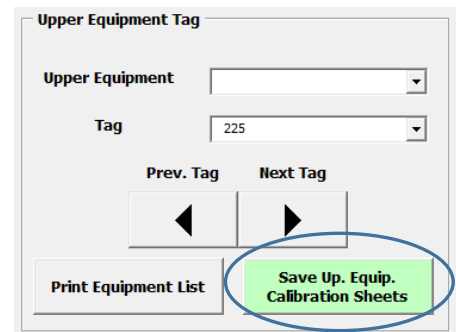 Upper Equipment Tag
Upper Equipment
Tag 225
Prev. Tag Next Tag
Print Equipment List
Save Up. Equip.
Calibration Sheets